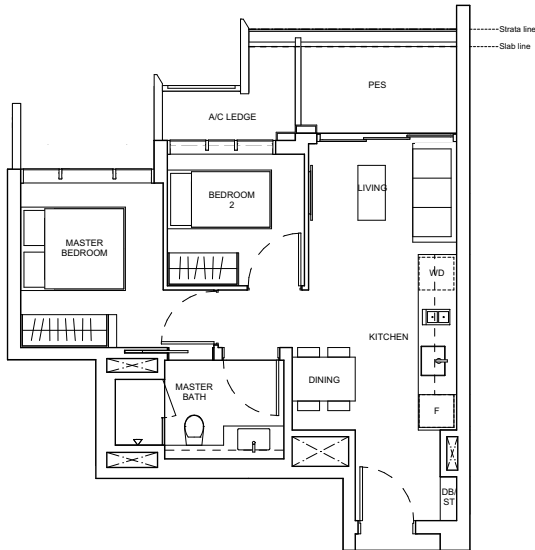 Strata line
Slab line
PES
A/C LEDGE
LIVING
BEDROOM
2
MASTER
BEDROOM
WD
KITCHEN
DINING
MASTER
BATH
F
DB/
ST